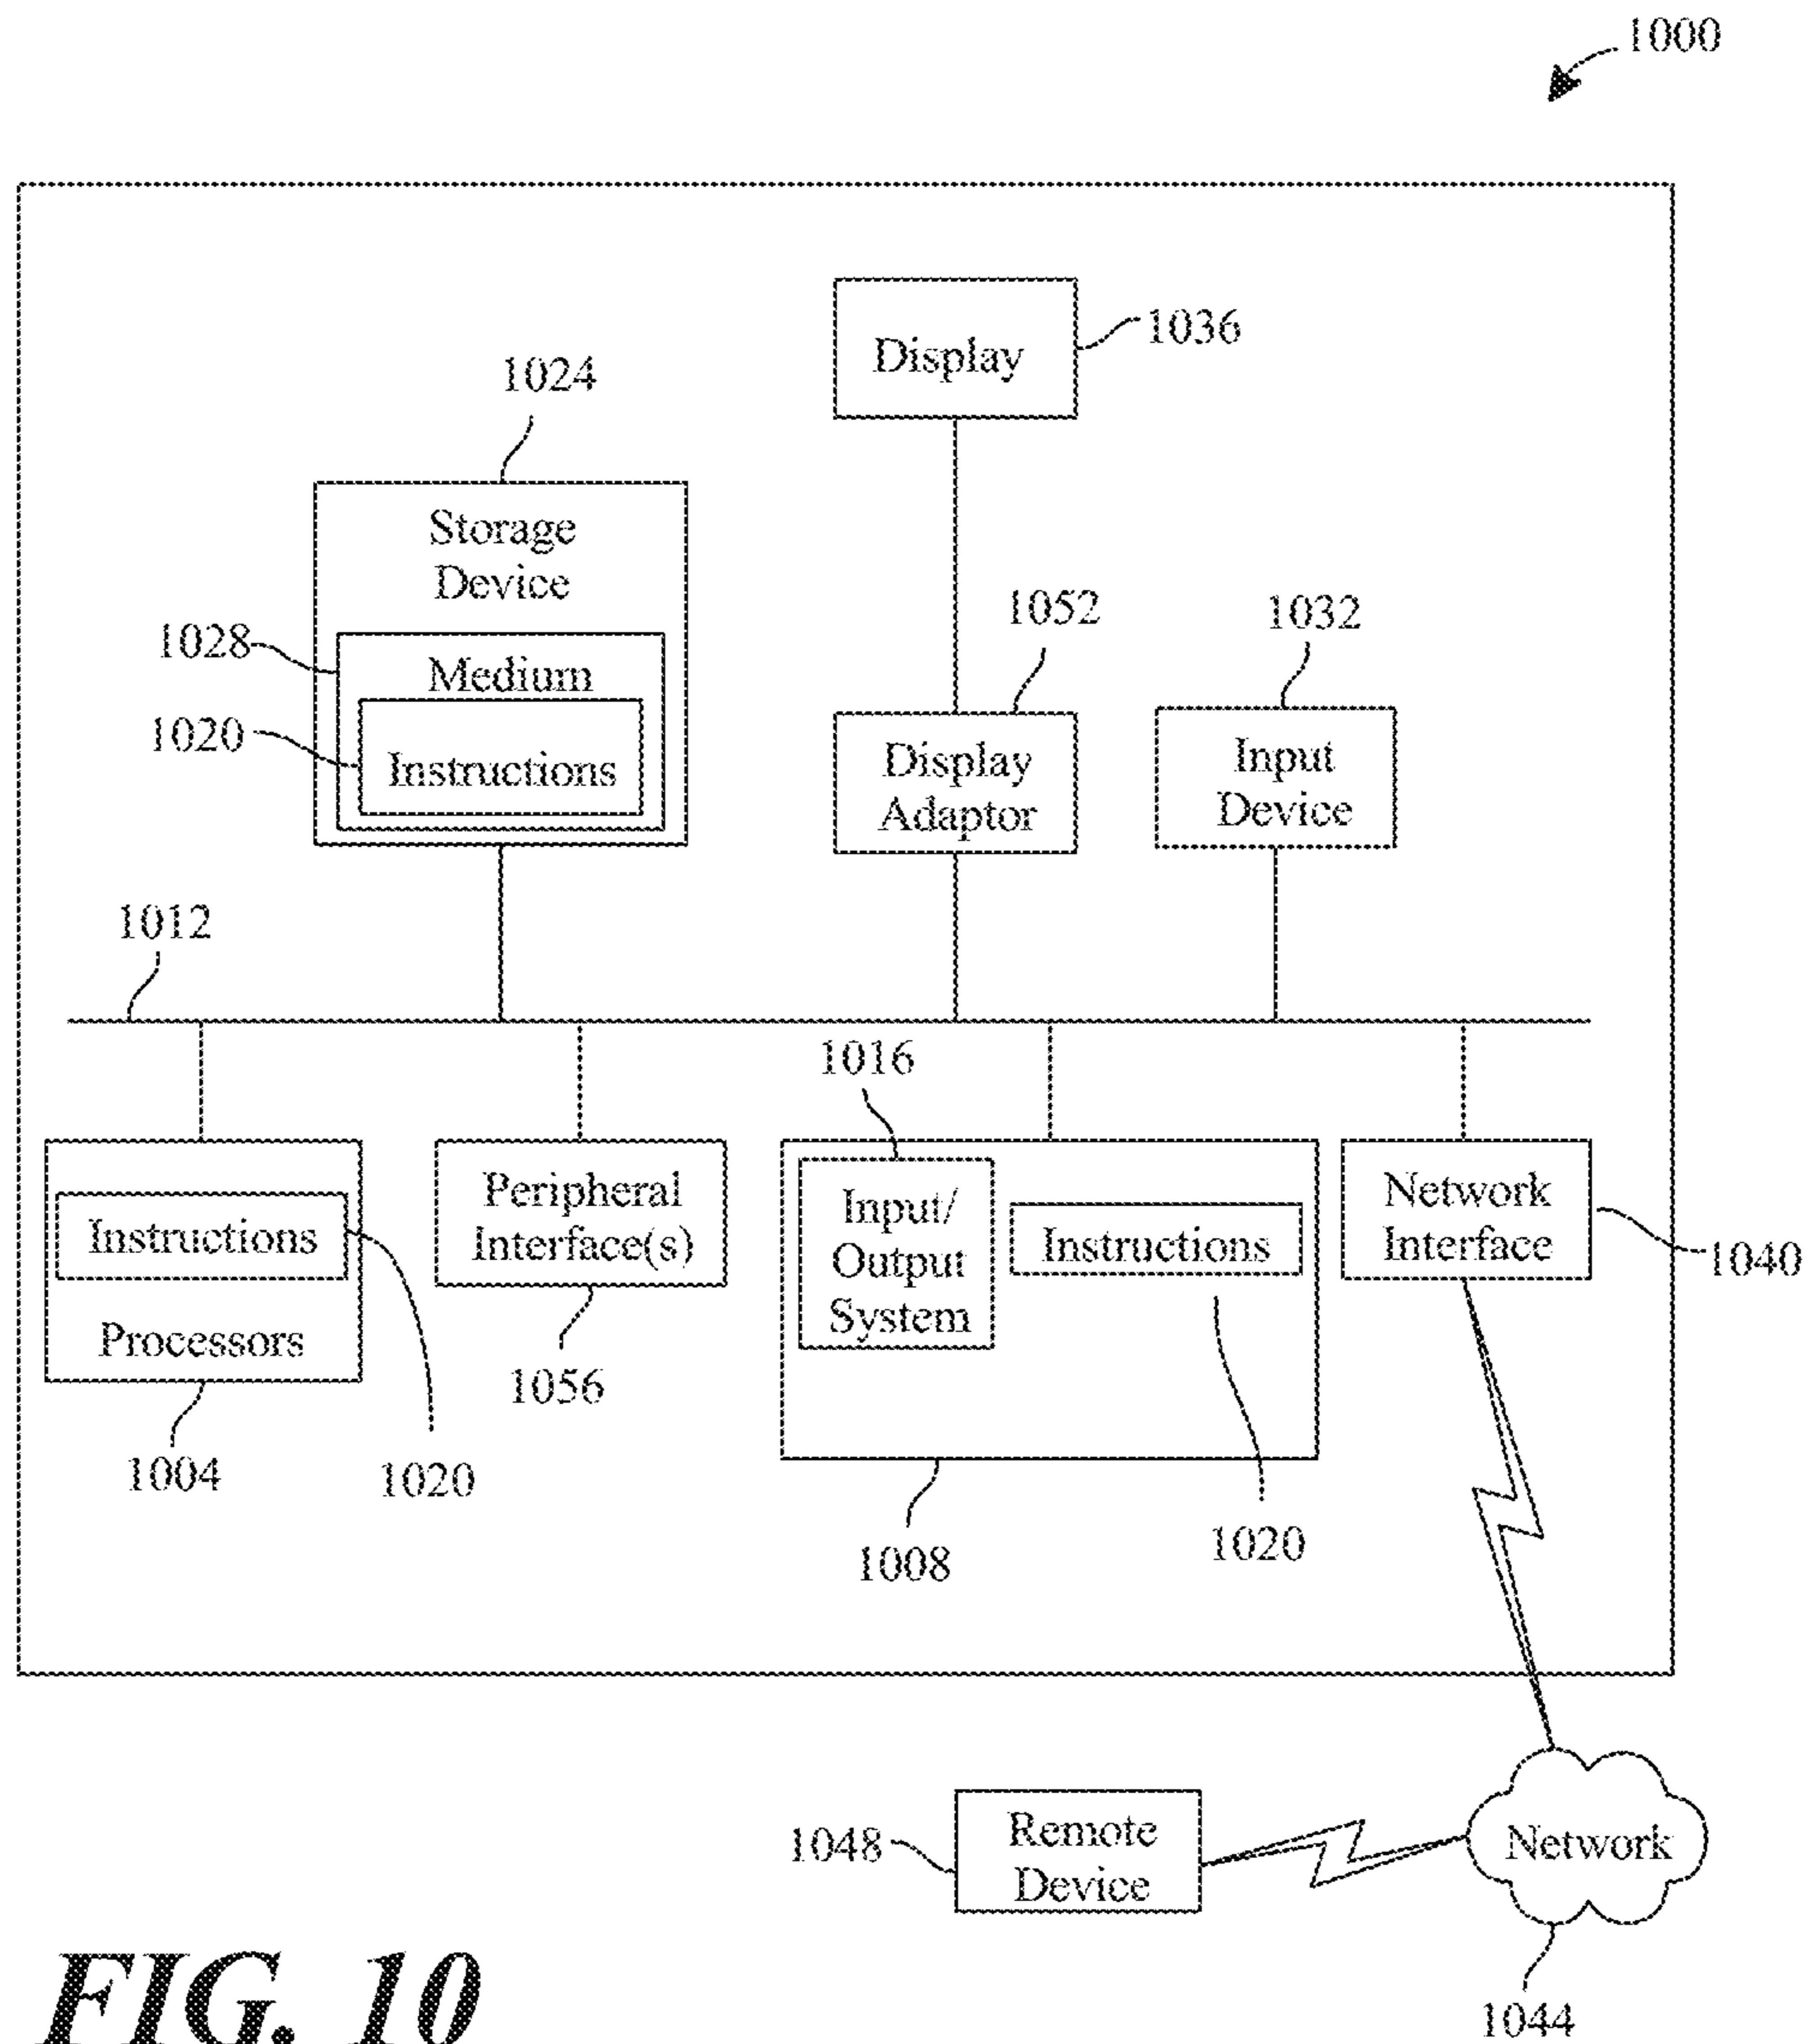 1000
Display
1036
1024
Storage
Device
1028
Medium
1020
Instructions
1052
Display
Adaptor
1032
Input
Device
1012
1016
Instructions
Processors
1004
1020
Peripheral
Interface(s)
1056
Input/
Output
System
Instructions
1008
1020
Network
Interface
1040
1048
Remote
Device
Network
1044
FIG. 10